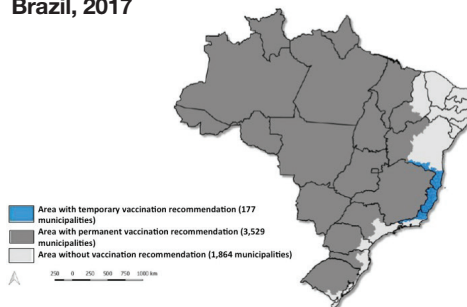 Brazil, 2017
Area with temporary vaccination recommendation (177
municipalities)
Area with permanent vaccination recommendation (3,529
municipalities)
Area without vaccination recommendation (1,864 municipalities)
250 0 250 500 750 1000 km